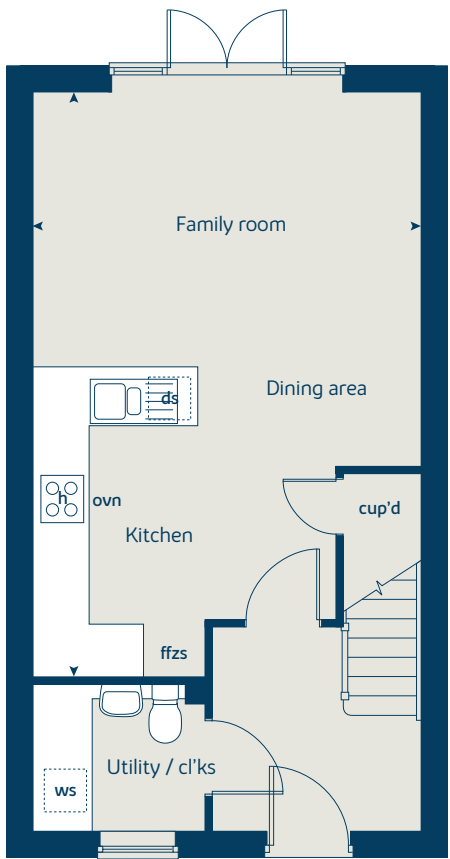 Family room
Dining area
ds
h
ovn
cup'd
Kitchen
ffzs
Utility / cl'ks
ws